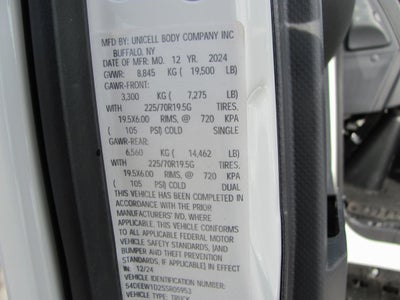 MFD BY: UNICELL BODY COMPANY INC
BUFFALO, NY
DATE OF MFG: MO. 12 YR. 2024
GVWR: 8,845 KG ( 19,500 LB)
GAWR-FRONT:
3,300 KG ( 7,275 LB)
WITH 225/70R19.5G TIRES,
19.5X6.00 RIMS, @ 720 KPA
( 105 PSI) COLD SINGLE
GAWR-REAR:
6,560 KG ( 14,462 LB)
WITH 225/70R19.5G TIRES,
19.5X6.00 RIMS, @ 720 KPA
( 105 PSI) COLD DUAL
THIS VEHICLE HAS BEEN COMPLETED IN
ACCORDANCE WITH THE PRIOR
MANUFACTURERS' IVD, WHERE
APPLICABLE. THIS VEHICLE CONFORMS
TO ALL APPLICABLE FEDERAL MOTOR
VEHICLE SAFETY STANDARDS, [AND
BUMPER AND THEFT PREVENTION
STANDARDS, IF APPLICABLE] IN EFFECT
IN: 12/24
VEHICLE IDENTIFICATION NUMBER:
VEHICLE TYPE: TRUCK